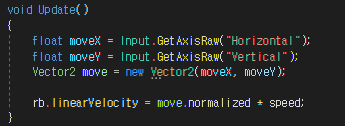 void Update()
{
float moveX = Input.GetAxisRaw("Horizontal");
float moveY = Input.GetAxisRaw("Vertical");
Vector2 move = new Vector2(moveX, moveY);
rb.linearVelocity = move.normalized * speed;
}